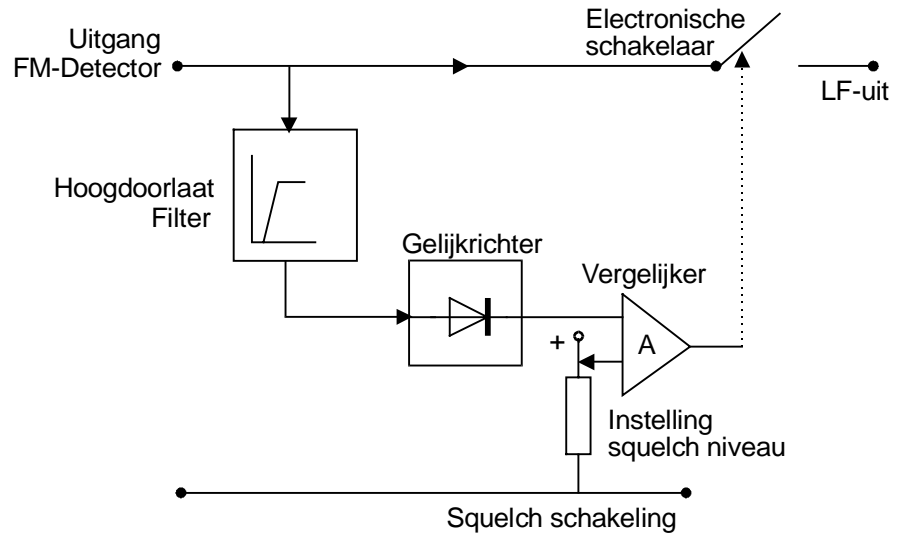 Uitgang
FM-Detector
Electronische
schakelaar
LF-uit
Hoogdoorlaat
Filter
Gelijkrichter
Vergelijker
+
A
Instelling
squelch niveau
Squelch schakeling